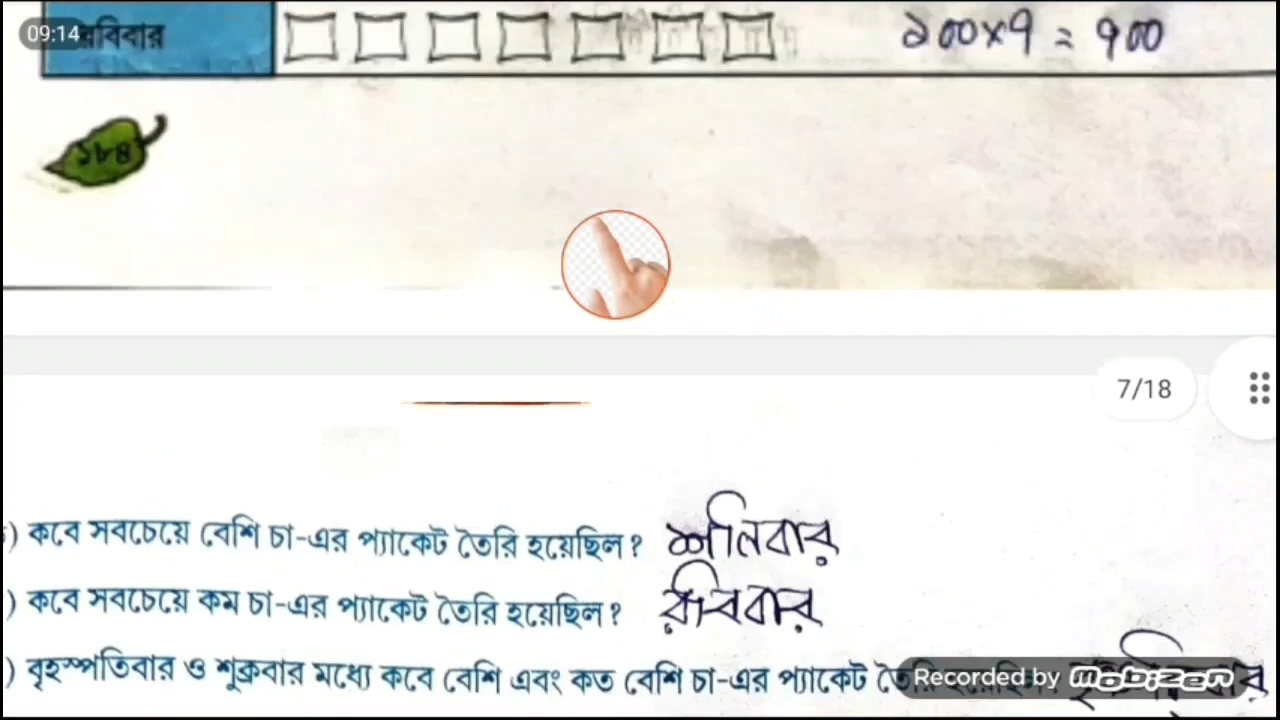 09:14 রবিবার ১০০×৭ = ৭০০
১৮৪
7/18
) কবে সবচেয়ে বেশি চা-এর প্যাকেট তৈরি হয়েছিল? শনিবার
) কবে সবচেয়ে কম চা-এর প্যাকেট তৈরি হয়েছিল? রবিবার
) বৃহস্পতিবার ও শুক্রবার মধ্যে কবে বেশি এবং কত বেশি চা-এর প্যাকেট
Recorded by mobizen